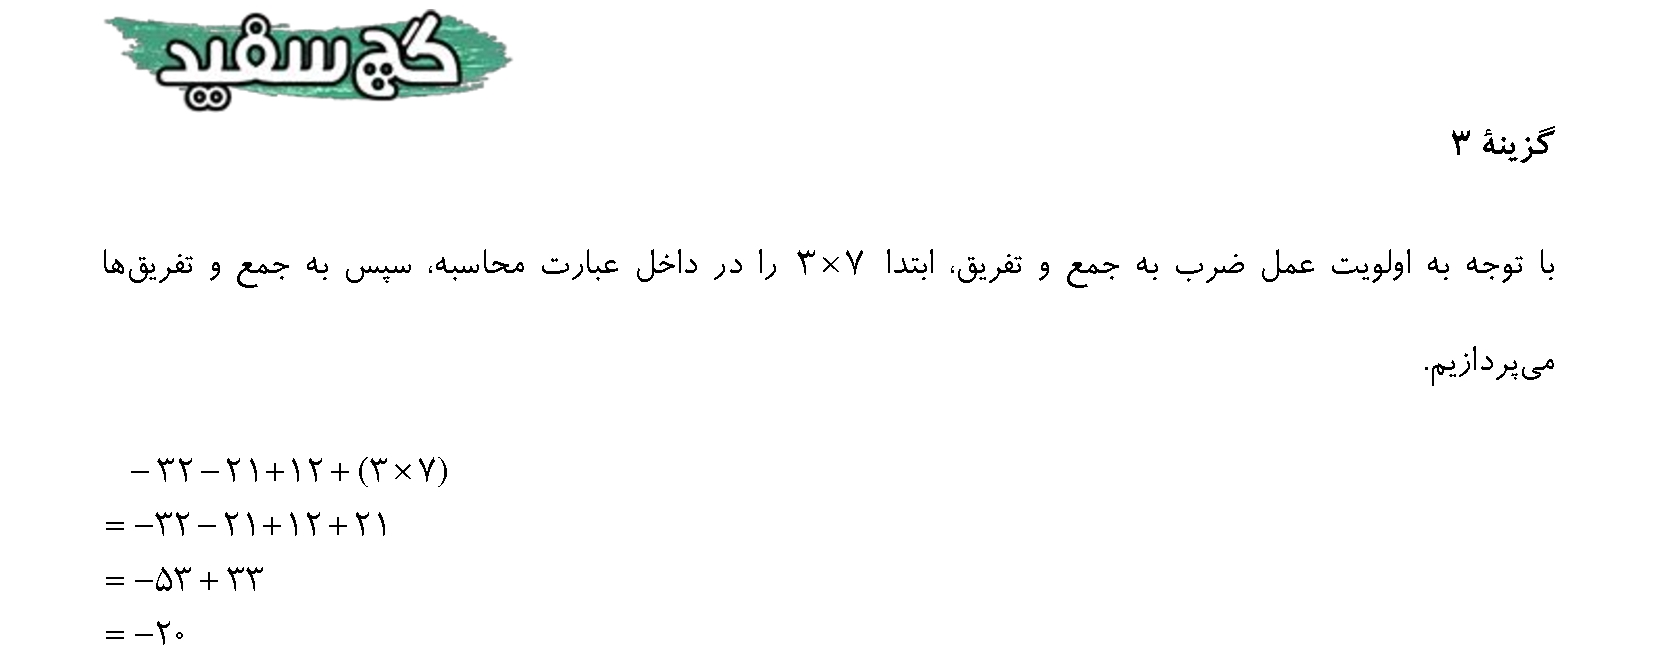 گچ سفید
گزینهٔ ۳
با توجه به اولویت عمل ضرب به جمع و تفریق، ابتدا ۳×۷ را در داخل عبارت محاسبه، سپس به جمع و تفریق‌ها
می‌پردازیم.
−۳۲−۲۱+۱۲+(۳×۷)
=−۳۲−۲۱+۱۲+۲۱
=−۵۳+۳۳
=−۲۰